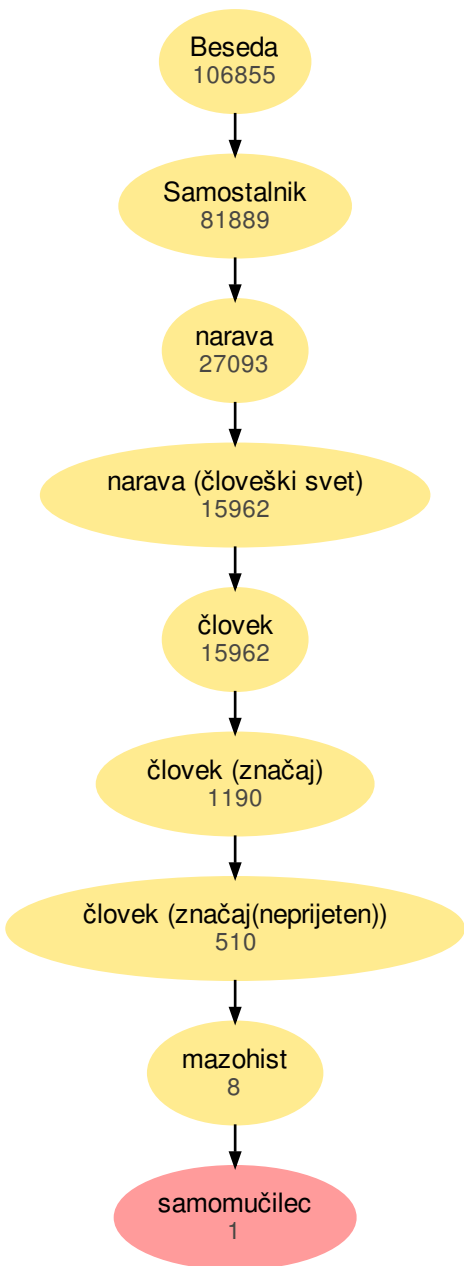 Beseda
106855
Samostalnik
81889
narava
27093
narava (človeški svet)
15962
človek
15962
človek (značaj)
1190
človek (značaj(neprijeten))
510
mazohist
8
samomučilec
1